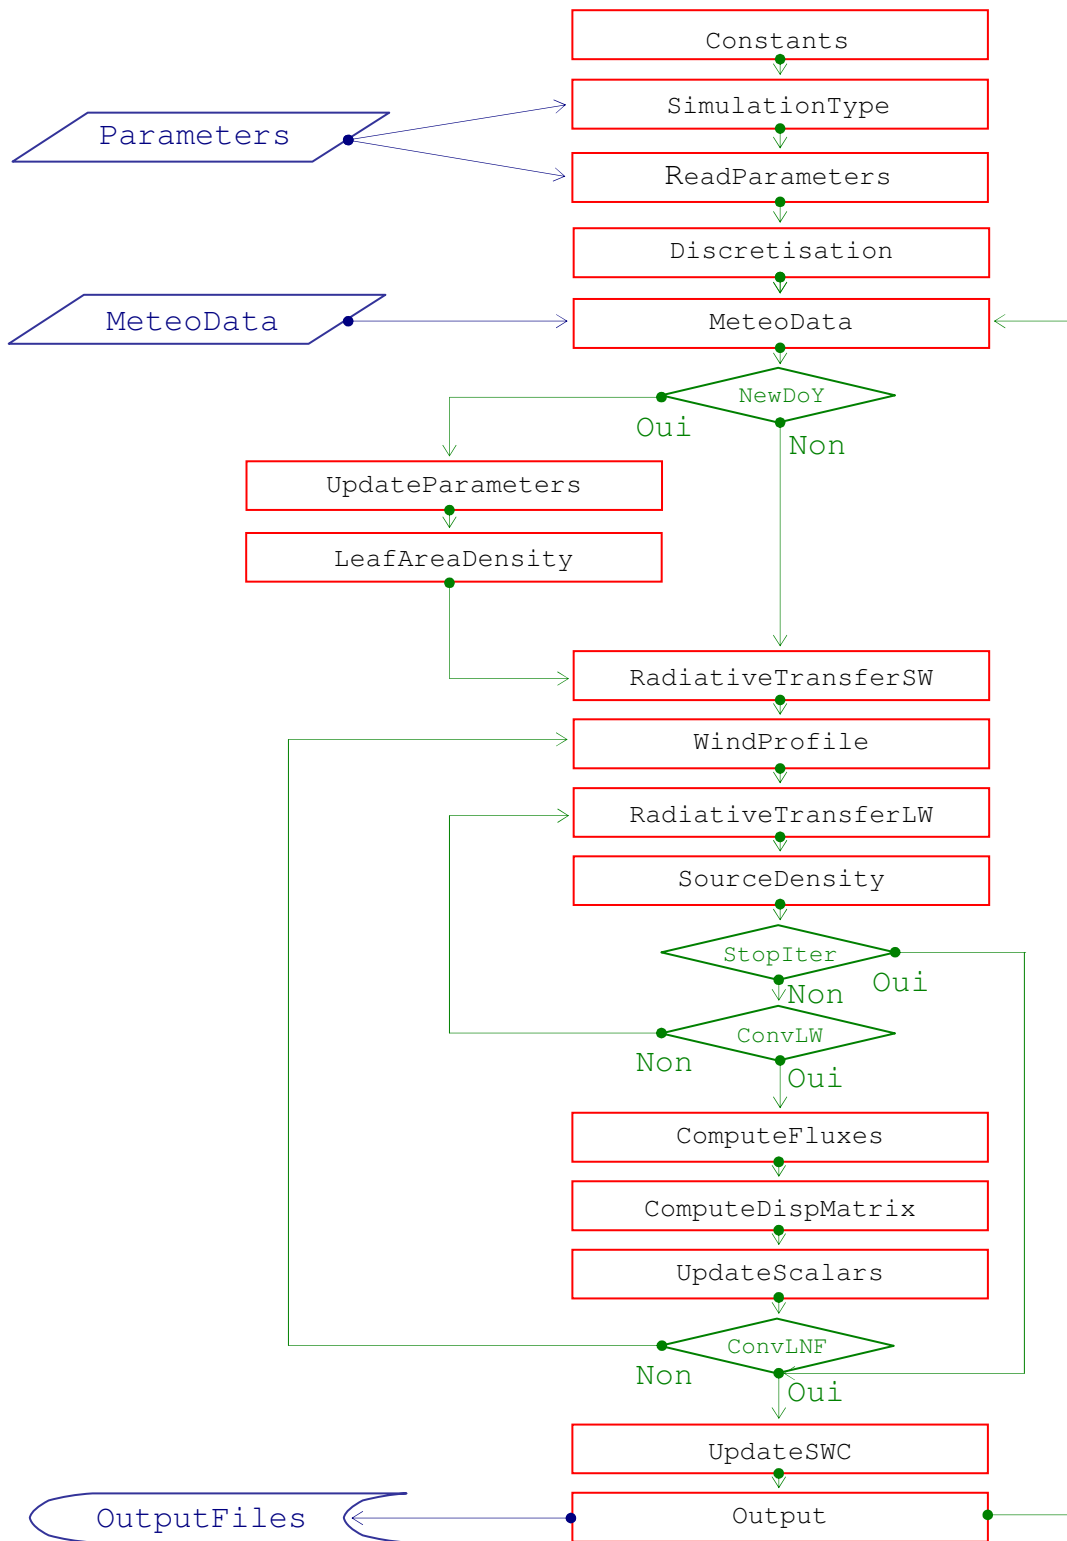 Constants
SimulationType
Parameters
ReadParameters
Discretisation
MeteoData
MeteoData
NewDoY
Oui
Non
UpdateParameters
LeafAreaDensity
RadiativeTransferSW
WindProfile
RadiativeTransferLW
SourceDensity
StopIter
Oui
Non
ConvLW
Non
Oui
ComputeFluxes
ComputeDispMatrix
UpdateScalars
ConvLNF
Non
Oui
UpdateSWC
OutputFiles
Output